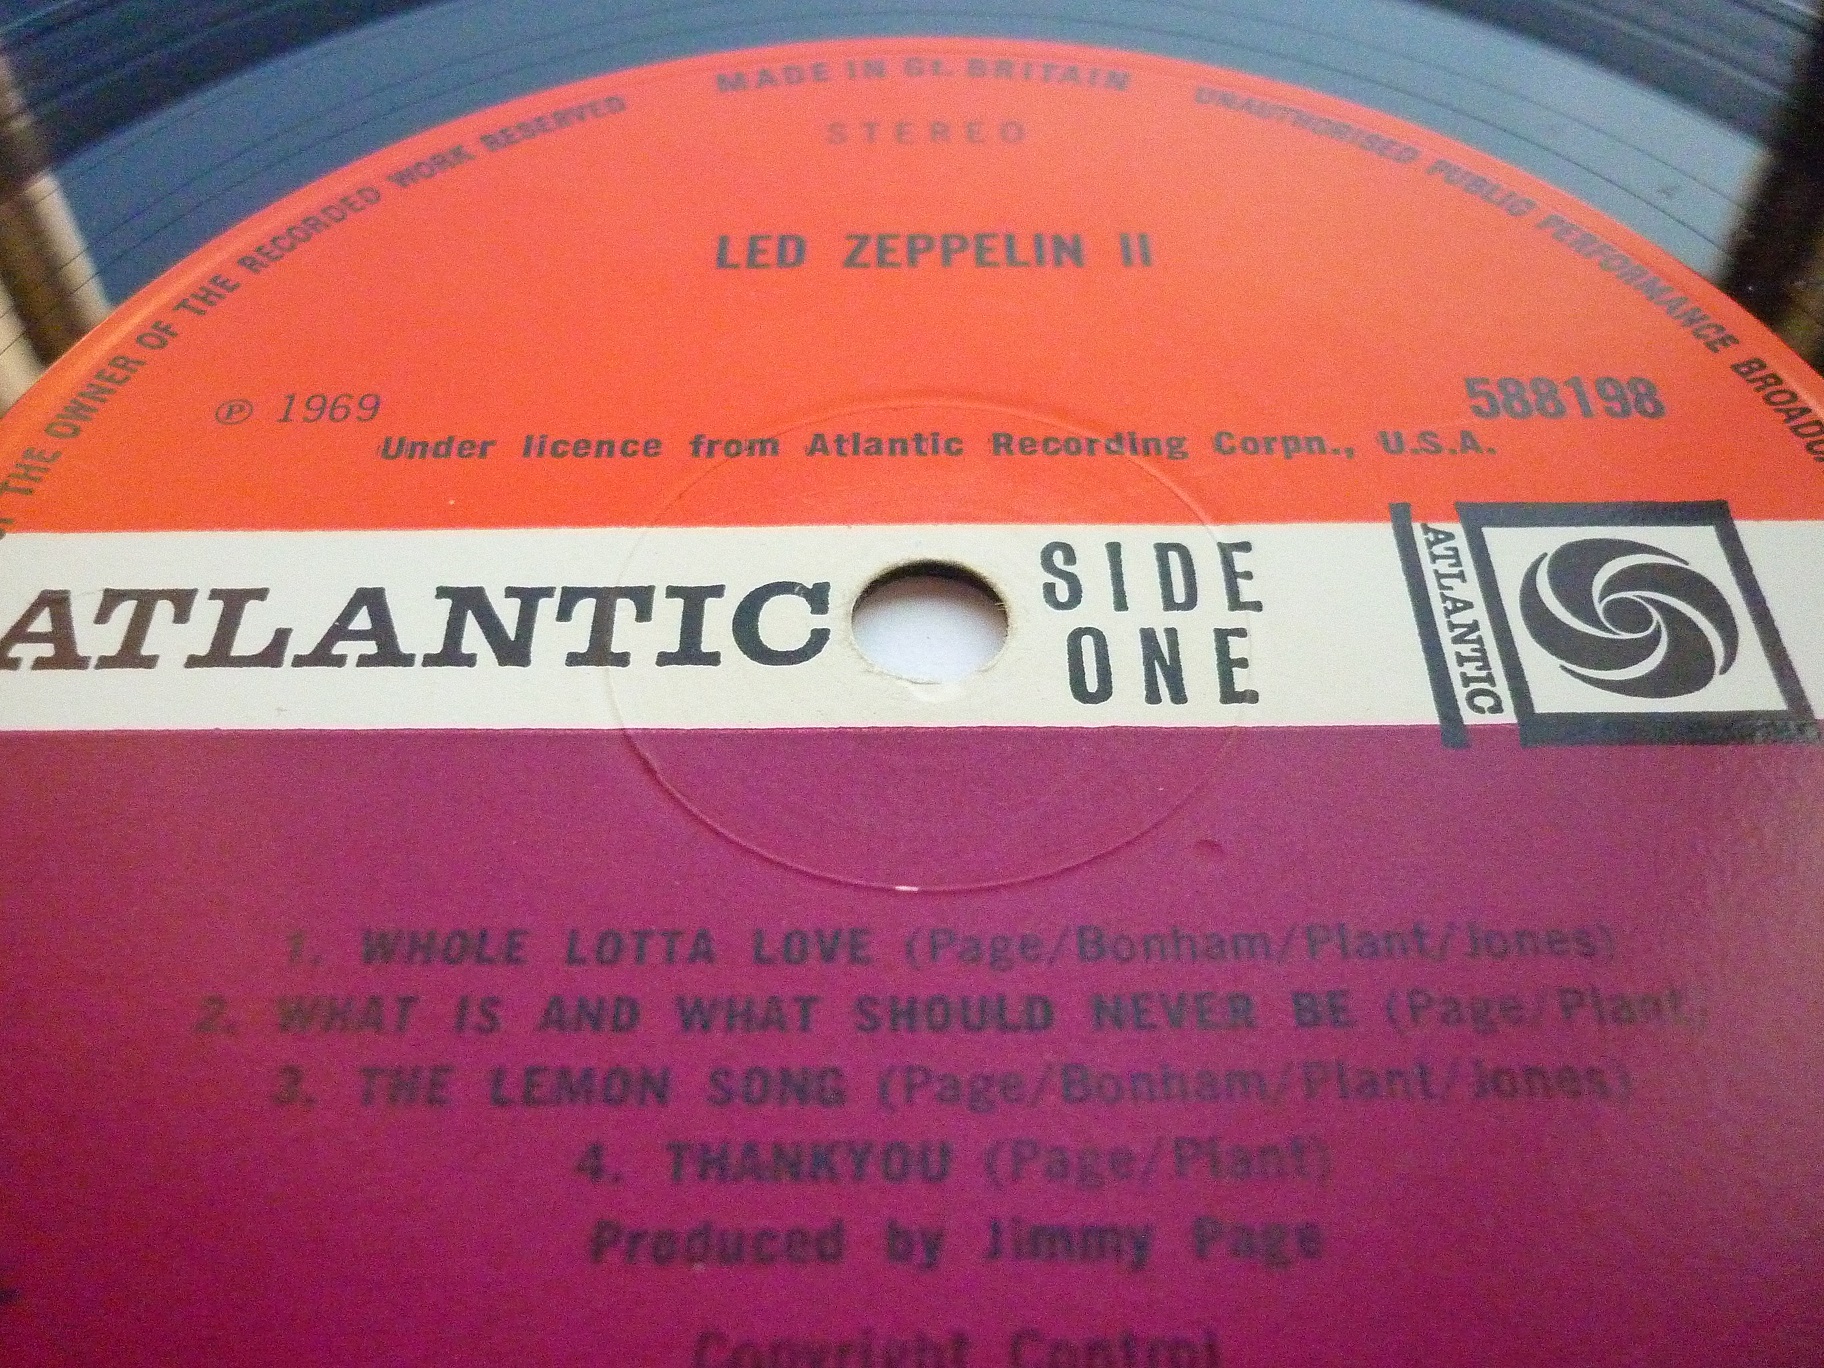 OF THE OWNER OF THE RECORDED WORK RESERVED
MADE IN Gt. BRITAIN
UNAUTHORISED PUBLIC PERFORMANCE
STEREO
LED ZEPPELIN II
℗ 1969
588198
Under licence from Atlantic Recording Corpn., U.S.A.
ATLANTIC
SIDE
ONE
ATLANTIC
1. WHOLE LOTTA LOVE (Page/Bonham/Plant/Jones)
2. WHAT IS AND WHAT SHOULD NEVER BE (Page/Plant)
3. THE LEMON SONG (Page/Bonham/Plant/Jones)
4. THANKYOU (Page/Plant)
Produced by Jimmy Page
Copyright Control